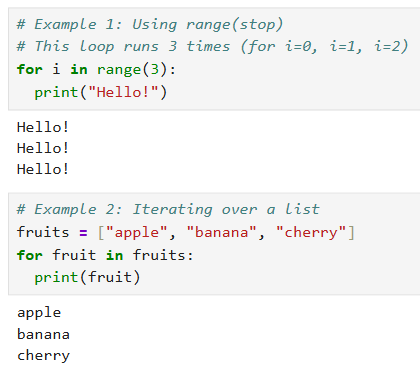 # Example 1: Using range(stop)
# This loop runs 3 times (for i=0, i=1, i=2)
for i in range(3):
  print("Hello!")
Hello!
Hello!
Hello!
# Example 2: Iterating over a list
fruits = ["apple", "banana", "cherry"]
for fruit in fruits:
  print(fruit)
apple
banana
cherry